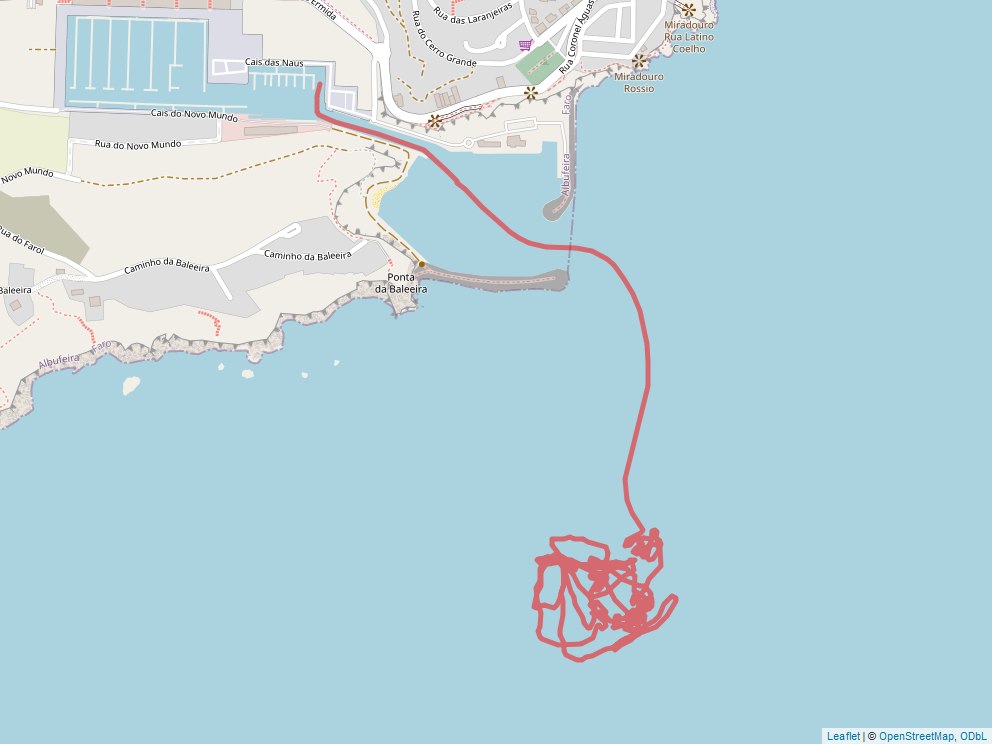 Ermida
Rua das Laranjeiras
Rua do Cerro Grande
Rua Coronel Águas
Miradouro
Rua Latino
Coelho
Miradouro
Rossio
Cais das Naus
Cais do Novo Mundo
Faro
Albufeira
Rua do Novo Mundo
Novo Mundo
Rua do Farol
Caminho da Baleeira
Caminho da Baleeira
Baleeira
Ponta
da Baleeira
Albufeira
Faro
Leaflet | © OpenStreetMap, ODbL